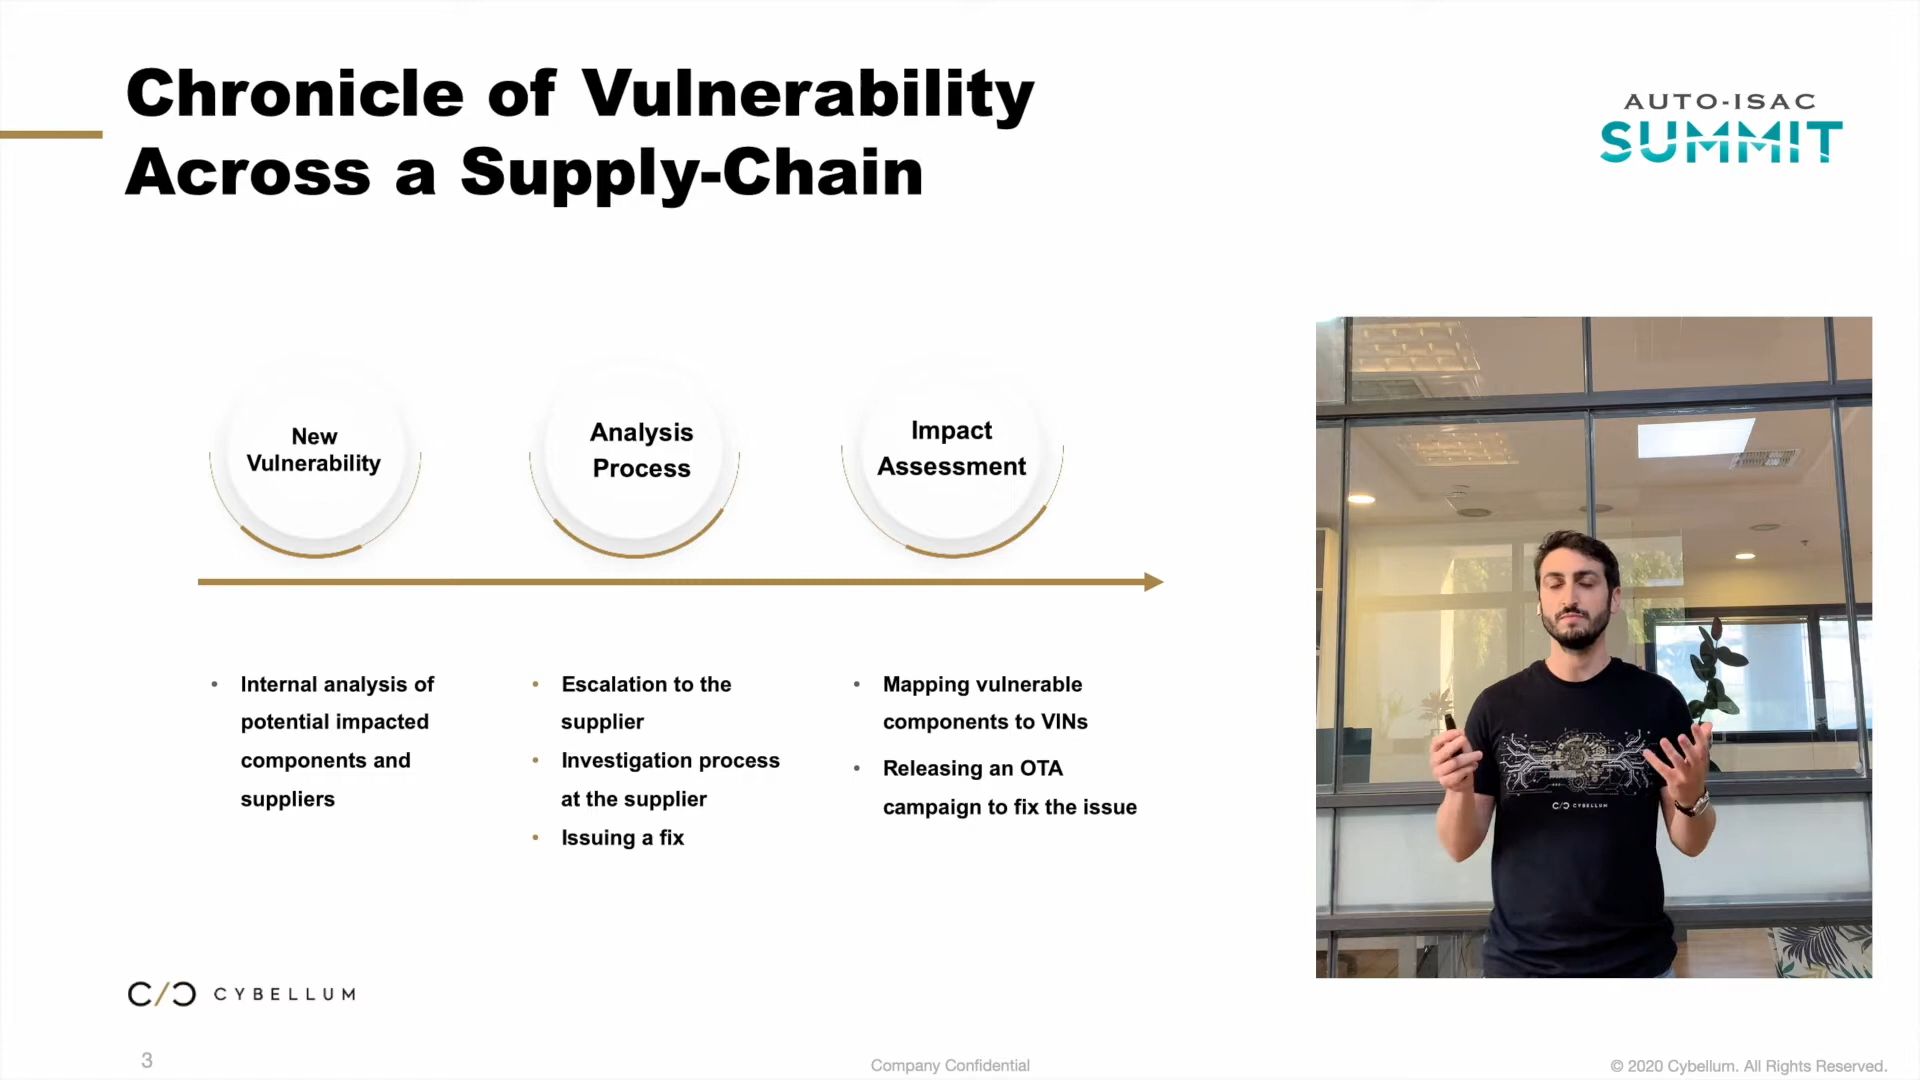 Chronicle of Vulnerability
Across a Supply-Chain
AUTO-ISAC
SUMMIT
New
Vulnerability
Analysis
Process
Impact
Assessment
• Internal analysis of
potential impacted
components and
suppliers
• Escalation to the
supplier
• Investigation process
at the supplier
• Issuing a fix
• Mapping vulnerable
components to VINs
• Releasing an OTA
campaign to fix the issue
C/C CYBELLUM
C/C CYBELLUM
3
Company Confidential
© 2020 Cybellum. All Rights Reserved.